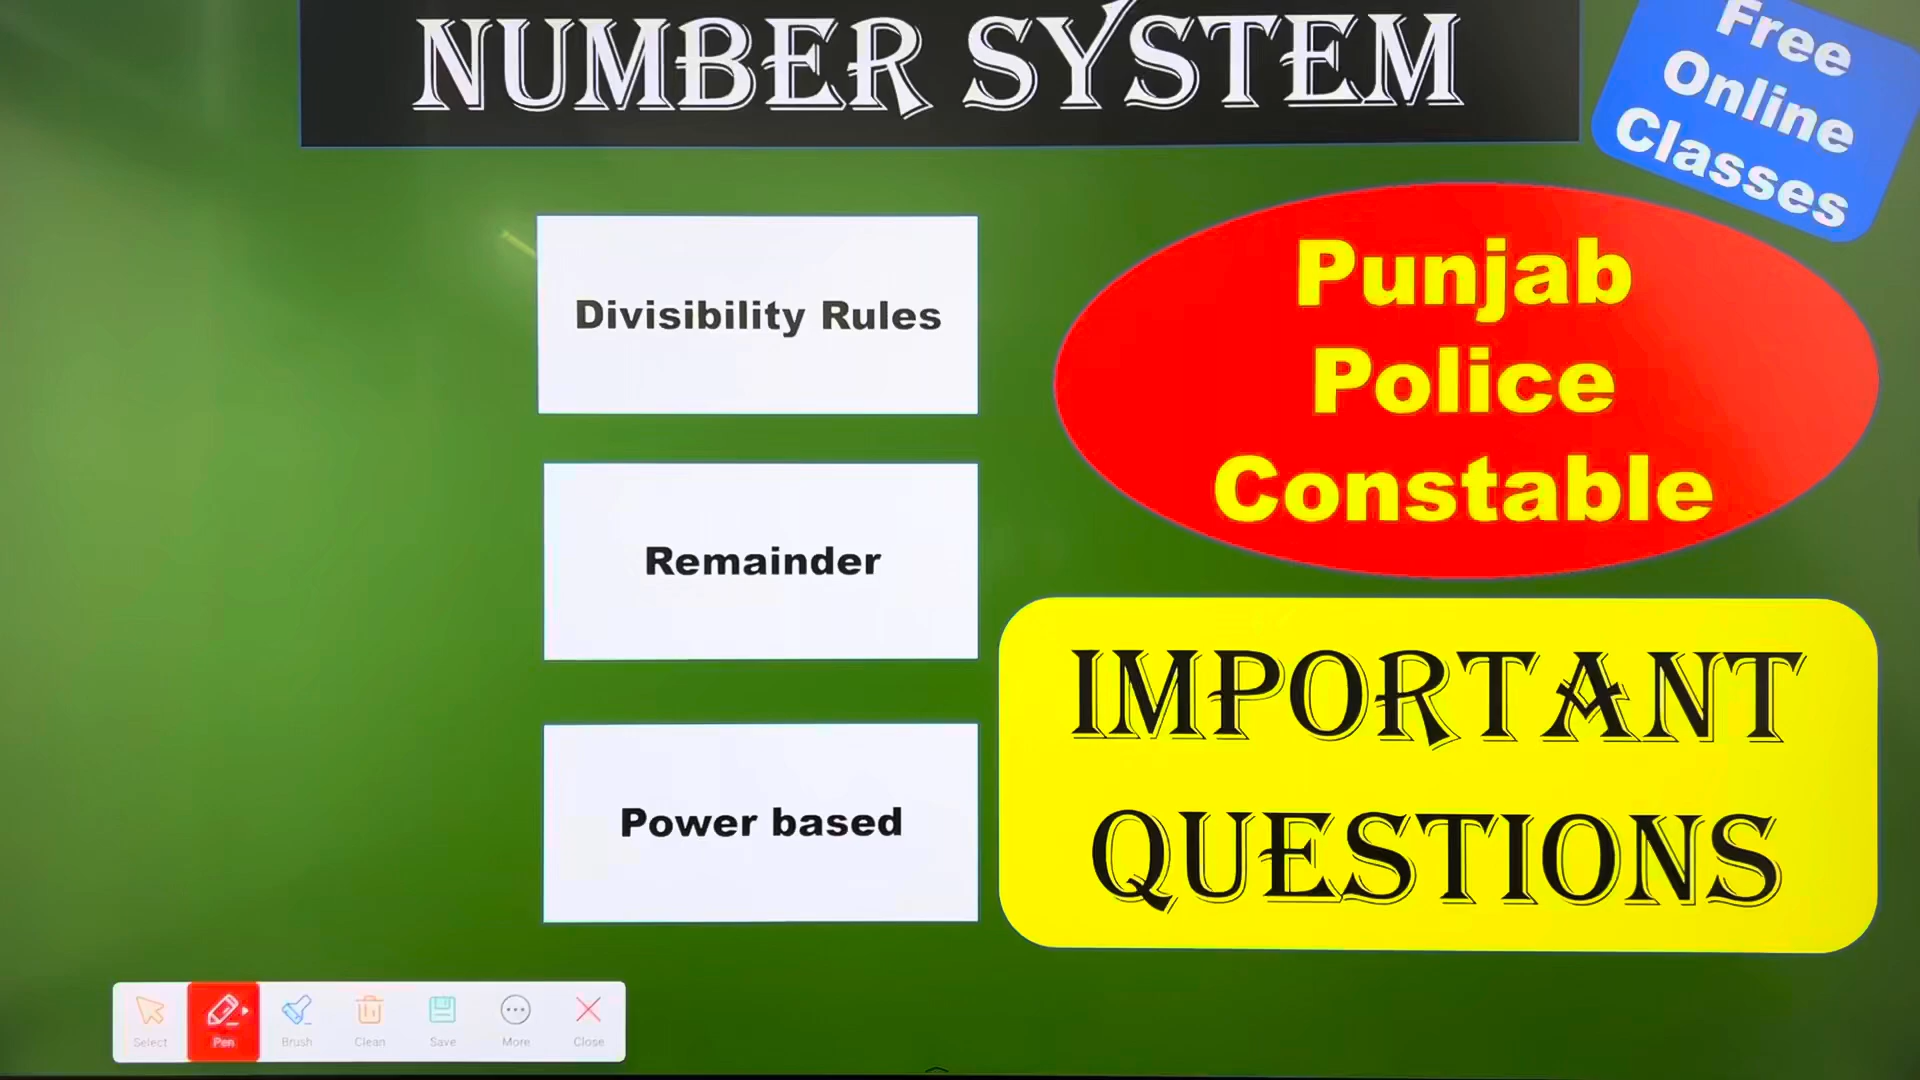 NUMBER SYSTEM
Free
Online
Classes
Divisibility Rules
Punjab
Police
Constable
Remainder
IMPORTANT
QUESTIONS
Power based
Select
Pen
Brush
Clean
Save
More
Close